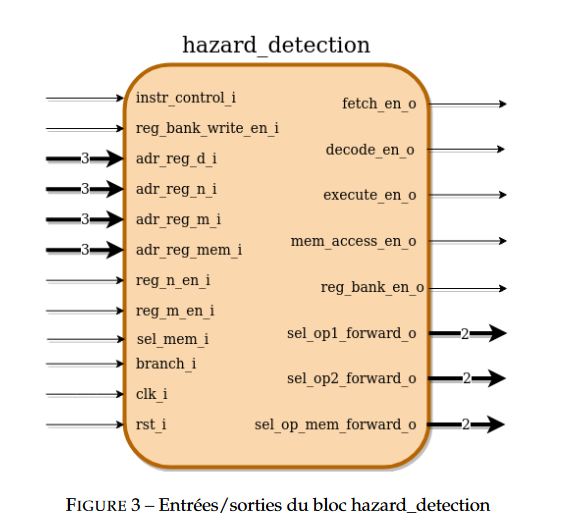 hazard_detection
instr_control_i
reg_bank_write_en_i
3 adr_reg_d_i
3 adr_reg_n_i
3 adr_reg_m_i
3 adr_reg_mem_i
reg_n_en_i
reg_m_en_i
sel_mem_i
branch_i
clk_i
rst_i
fetch_en_o
decode_en_o
execute_en_o
mem_access_en_o
reg_bank_en_o
sel_op1_forward_o 2
sel_op2_forward_o 2
sel_op_mem_forward_o 2
FIGURE 3 – Entrées/sorties du bloc hazard_detection